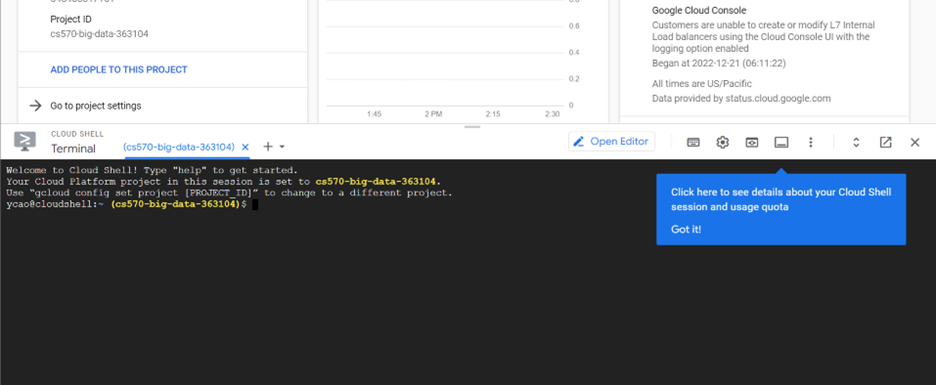 Project ID
cs570-big-data-363104
ADD PEOPLE TO THIS PROJECT
Go to project settings
0.6
0.4
0.2
0
1:45
2 PM
2:15
2:30
Google Cloud Console
Customers are unable to create or modify L7 Internal
Load balancers using the Cloud Console UI with the
logging option enabled
Began at 2022-12-21 (06:11:22)
All times are US/Pacific
Data provided by status.cloud.google.com
CLOUD SHELL
Terminal
(cs570-big-data-363104)
Open Editor
Welcome to Cloud Shell! Type "help" to get started.
Your Cloud Platform project in this session is set to cs570-big-data-363104.
Use “gcloud config set project [PROJECT_ID]” to change to a different project.
ycao@cloudshell:~ (cs570-big-data-363104)$
Click here to see details about your Cloud Shell
session and usage quota
Got it!